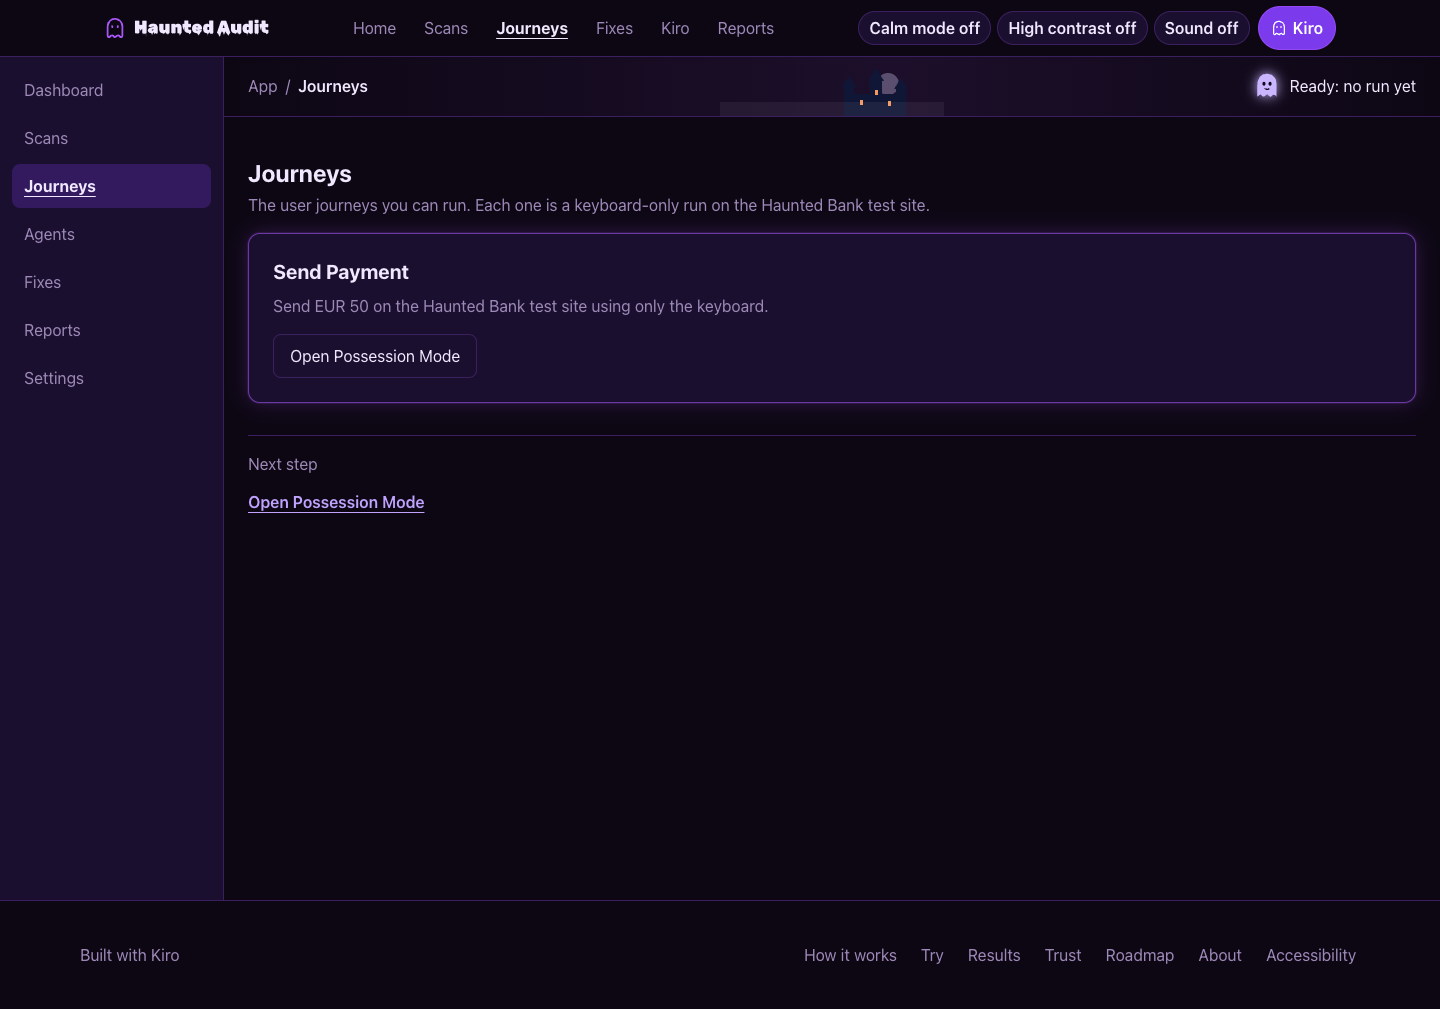 Haunted Audit
Home
Scans
Journeys
Fixes
Kiro
Reports
Calm mode off
High contrast off
Sound off
Kiro
Dashboard
Scans
Journeys
Agents
Fixes
Reports
Settings
App / Journeys
Ready: no run yet
Journeys
The user journeys you can run. Each one is a keyboard-only run on the Haunted Bank test site.
Send Payment
Send EUR 50 on the Haunted Bank test site using only the keyboard.
Open Possession Mode
Next step
Open Possession Mode
Built with Kiro
How it works
Try
Results
Trust
Roadmap
About
Accessibility